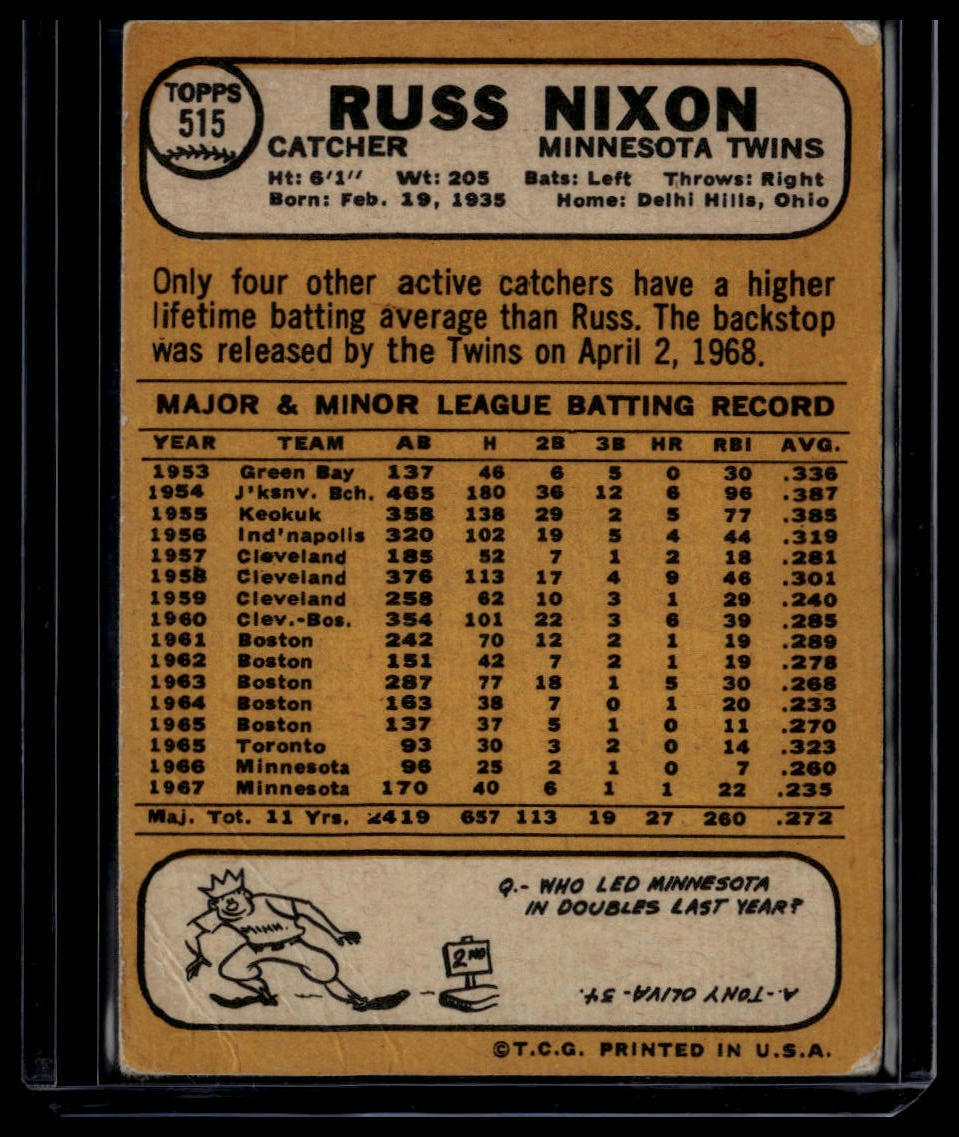 TOPPS
515
RUSS NIXON
CATCHER MINNESOTA TWINS
Ht: 6'1" Wt: 205 Bats: Left Throws: Right
Born: Feb. 19, 1935 Home: Delhi Hills, Ohio
Only four other active catchers have a higher
lifetime batting average than Russ. The backstop
was released by the Twins on April 2, 1968.
MAJOR & MINOR LEAGUE BATTING RECORD
YEAR TEAM AB H 2B 3B HR RBI AVG.
1953 Green Bay 137 46 6 5 0 30 .336
1954 J'ksnv. Bch. 465 180 36 12 6 96 .387
1955 Keokuk 358 138 29 2 5 77 .385
1956 Ind'napolis 320 102 19 5 4 44 .319
1957 Cleveland 185 52 7 1 2 18 .281
1958 Cleveland 376 113 17 4 9 46 .301
1959 Cleveland 258 62 10 3 1 29 .240
1960 Clev.-Bos. 354 101 22 3 6 39 .285
1961 Boston 242 70 12 2 1 19 .289
1962 Boston 151 42 7 2 1 19 .278
1963 Boston 287 77 18 1 5 30 .268
1964 Boston 163 38 7 0 1 20 .233
1965 Boston 137 37 5 1 0 11 .270
1965 Toronto 93 30 3 2 0 14 .323
1966 Minnesota 96 25 2 1 0 7 .260
1967 Minnesota 170 40 6 1 1 22 .235
Maj. Tot. 11 Yrs. 2419 657 113 19 27 260 .272
Q.- WHO LED MINNESOTA
IN DOUBLES LAST YEAR?
MINN.
2ND
A.- TONY OLIVA - 34.
©T.C.G. PRINTED IN U.S.A.